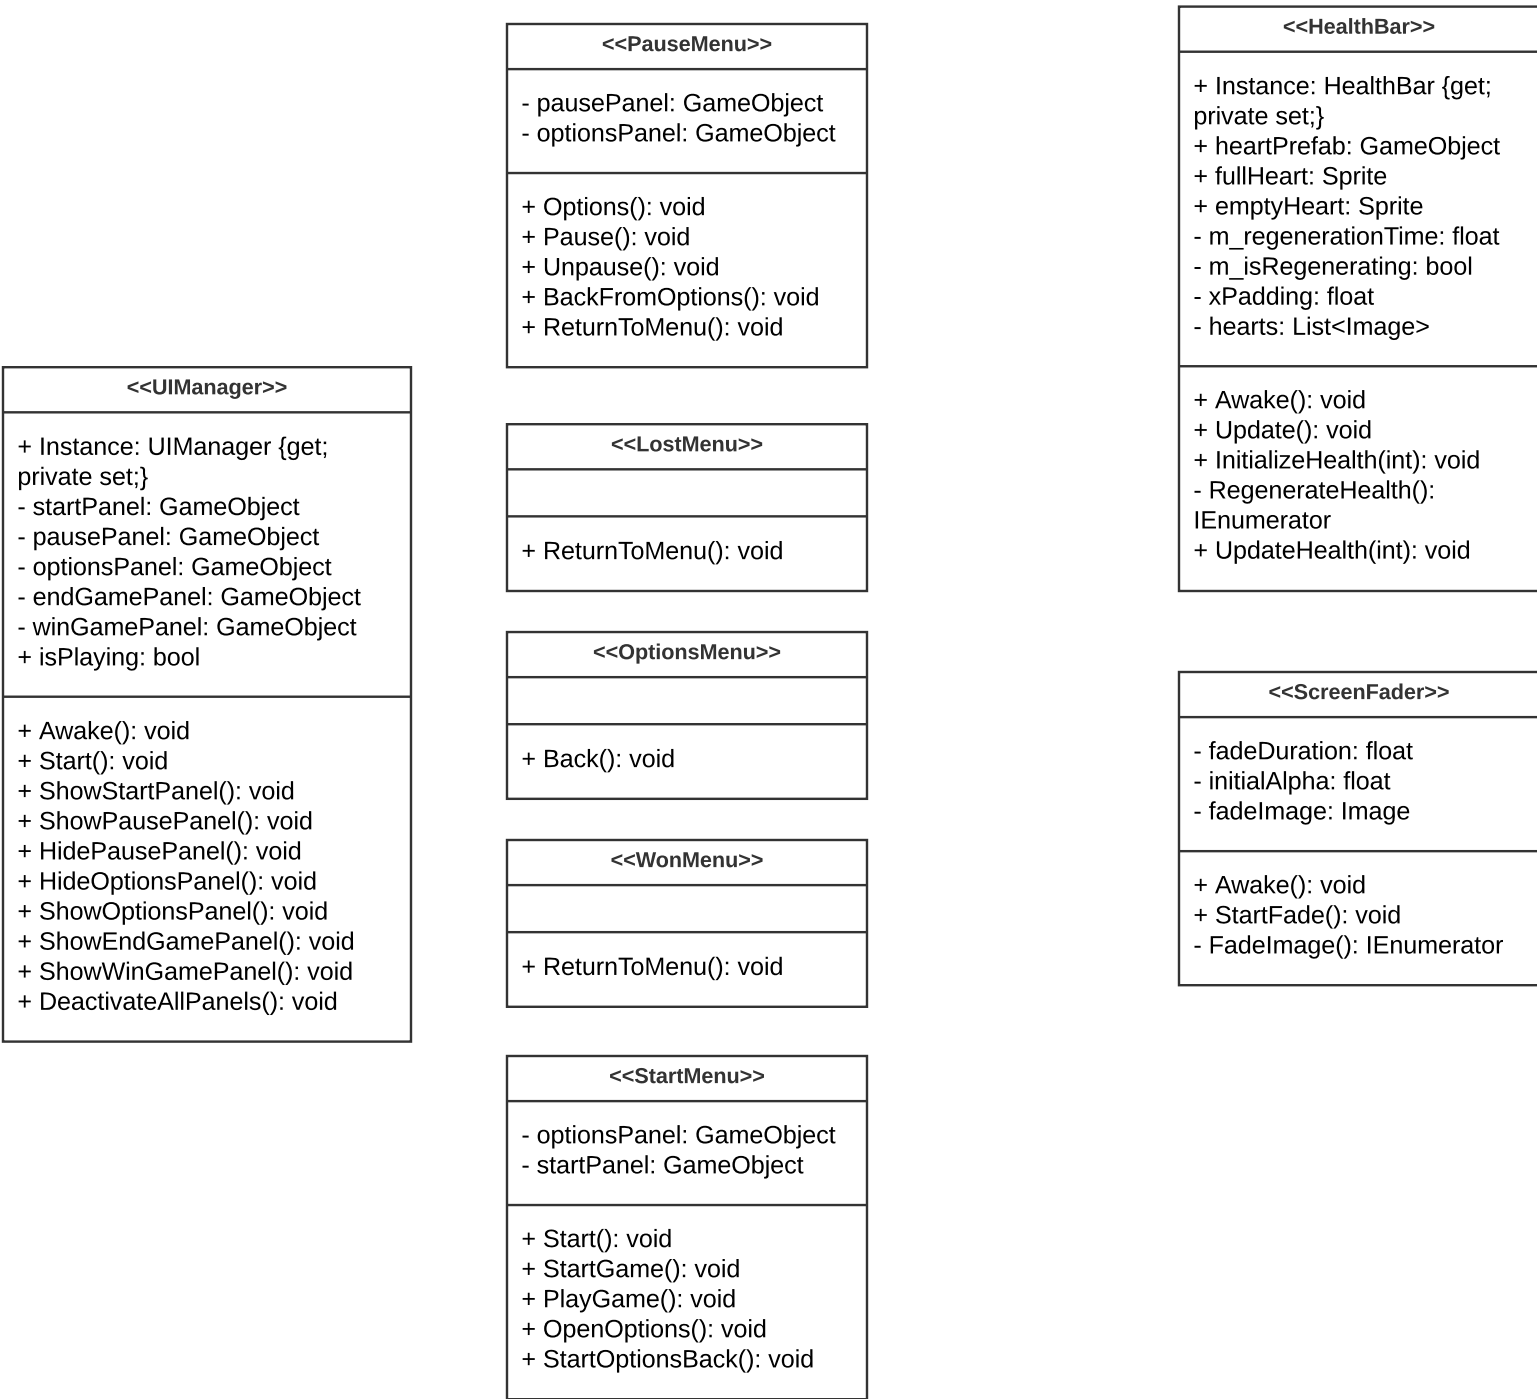 <<PauseMenu>>
- pausePanel: GameObject
- optionsPanel: GameObject
+ Options(): void
+ Pause(): void
+ Unpause(): void
+ BackFromOptions(): void
+ ReturnToMenu(): void
<<HealthBar>>
+ Instance: HealthBar {get;
private set;}
+ heartPrefab: GameObject
+ fullHeart: Sprite
+ emptyHeart: Sprite
- m_regenerationTime: float
- m_isRegenerating: bool
- xPadding: float
- hearts: List<Image>
+ Awake(): void
+ Update(): void
+ InitializeHealth(int): void
- RegenerateHealth():
IEnumerator
+ UpdateHealth(int): void
<<UIManager>>
+ Instance: UIManager {get;
private set;}
- startPanel: GameObject
- pausePanel: GameObject
- optionsPanel: GameObject
- endGamePanel: GameObject
- winGamePanel: GameObject
+ isPlaying: bool
+ Awake(): void
+ Start(): void
+ ShowStartPanel(): void
+ ShowPausePanel(): void
+ HidePausePanel(): void
+ HideOptionsPanel(): void
+ ShowOptionsPanel(): void
+ ShowEndGamePanel(): void
+ ShowWinGamePanel(): void
+ DeactivateAllPanels(): void
<<LostMenu>>
+ ReturnToMenu(): void
<<OptionsMenu>>
+ Back(): void
<<ScreenFader>>
- fadeDuration: float
- initialAlpha: float
- fadeImage: Image
+ Awake(): void
+ StartFade(): void
- FadeImage(): IEnumerator
<<WonMenu>>
+ ReturnToMenu(): void
<<StartMenu>>
- optionsPanel: GameObject
- startPanel: GameObject
+ Start(): void
+ StartGame(): void
+ PlayGame(): void
+ OpenOptions(): void
+ StartOptionsBack(): void